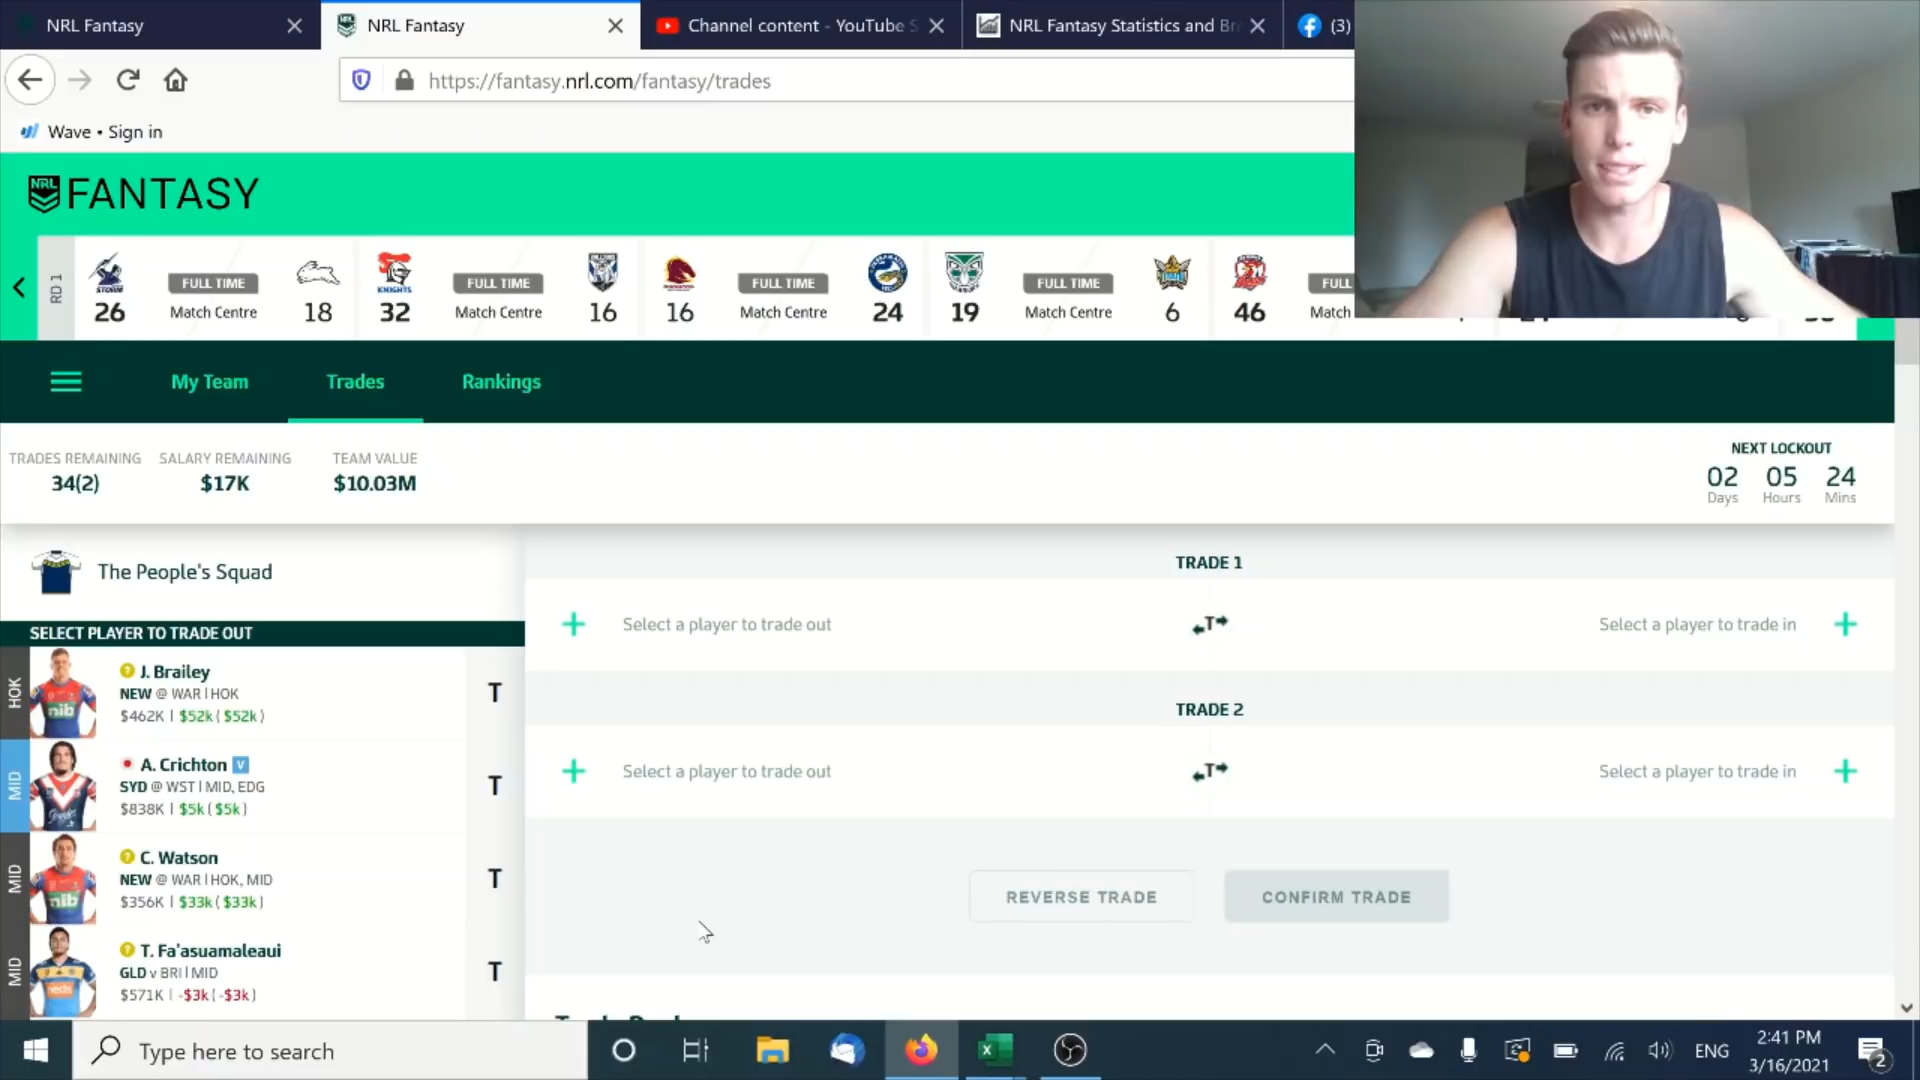 NRL Fantasy
NRL Fantasy
Channel content - YouTube S
NRL Fantasy Statistics and Br
(3)
https://fantasy.nrl.com/fantasy/trades
Wave • Sign in
NRL FANTASY
RD 1
STORM
26
FULL TIME
Match Centre
18
KNIGHTS
32
FULL TIME
Match Centre
16
16
FULL TIME
Match Centre
24
19
FULL TIME
Match Centre
6
46
FULL
Match
My Team
Trades
Rankings
TRADES REMAINING
34(2)
SALARY REMAINING
$17K
TEAM VALUE
$10.03M
NEXT LOCKOUT
02 05 24
Days Hours Mins
The People's Squad
SELECT PLAYER TO TRADE OUT
HOK
nib
J. Brailey
NEW @ WAR | HOK
$462K | $52k ( $52k )
T
MID
A. Crichton V
SYD @ WST | MID, EDG
$838K | $5k ( $5k )
T
MID
nib
C. Watson
NEW @ WAR | HOK, MID
$356K | $33k ( $33k )
T
MID
neds
T. Fa'asuamaleaui
GLD v BRI | MID
$571K | -$3k ( -$3k )
T
TRADE 1
Select a player to trade out
T
Select a player to trade in
TRADE 2
Select a player to trade out
T
Select a player to trade in
REVERSE TRADE
CONFIRM TRADE
Type here to search
ENG
2:41 PM
3/16/2021
2